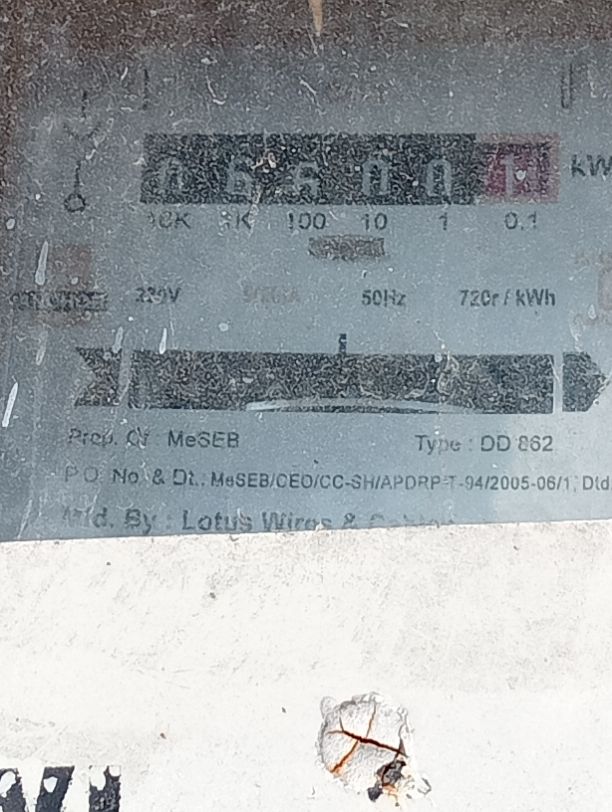 0 6 5 0 0 1 kW
10K 1K 100 10 1 0.1
230V 50Hz 720r / kWh
Prop. Of : MeSEB Type : DD 862
P.O. No. & Dt.: MeSEB/CEO/CC-SH/APDRP-T-94/2005-06/1, Dtd
Mfd. By : Lotus Wires & Cables